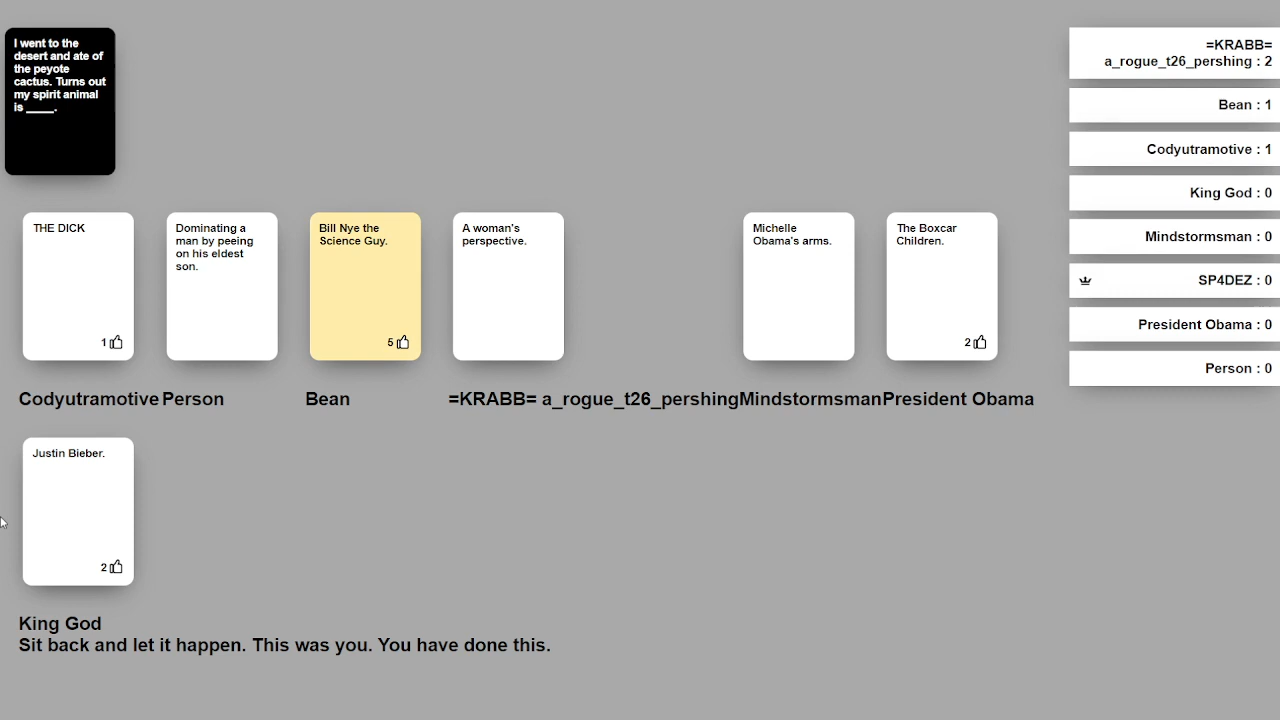 I went to the
desert and ate of
the peyote
cactus. Turns out
my spirit animal
is _____.
=KRABB=
a_rogue_t26_pershing : 2
Bean : 1
Codyutramotive : 1
King God : 0
Mindstormsman : 0
SP4DEZ : 0
President Obama : 0
Person : 0
THE DICK
1
Dominating a
man by peeing
on his eldest
son.
Bill Nye the
Science Guy.
5
A woman's
perspective.
Michelle
Obama's arms.
The Boxcar
Children.
2
Codyutramotive
Person
Bean
=KRABB= a_rogue_t26_pershing
Mindstormsman
President Obama
Justin Bieber.
2
King God
Sit back and let it happen. This was you. You have done this.